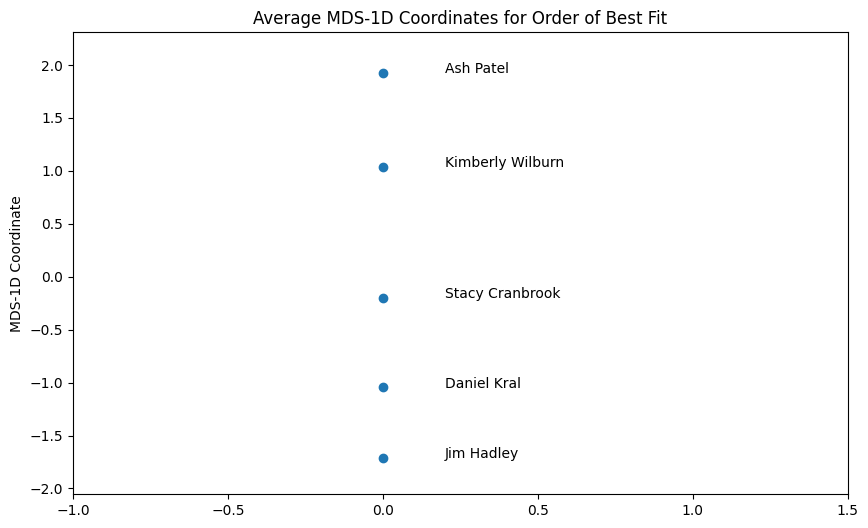 Average MDS-1D Coordinates for Order of Best Fit
2.0
Ash Patel
1.5
Kimberly Wilburn
1.0
0.5
MDS-1D Coordinate
0.0
Stacy Cranbrook
−0.5
Daniel Kral
−1.0
−1.5
Jim Hadley
−2.0
−1.0
−0.5
0.0
0.5
1.0
1.5